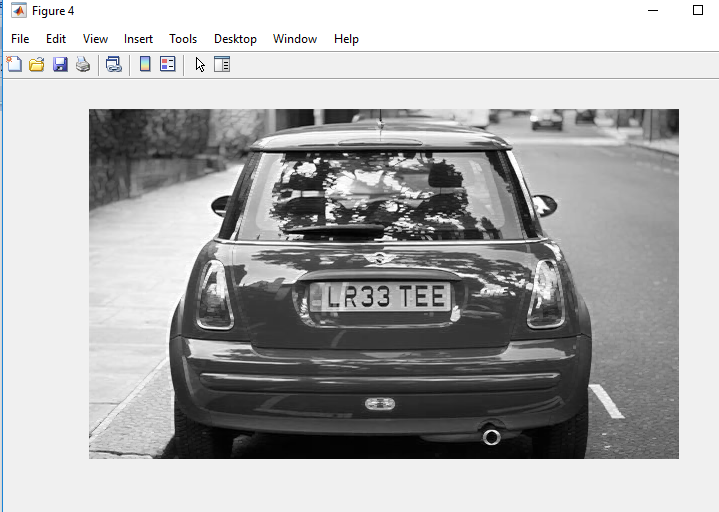 Figure 4
File Edit View Insert Tools Desktop Window Help
LR33 TEE